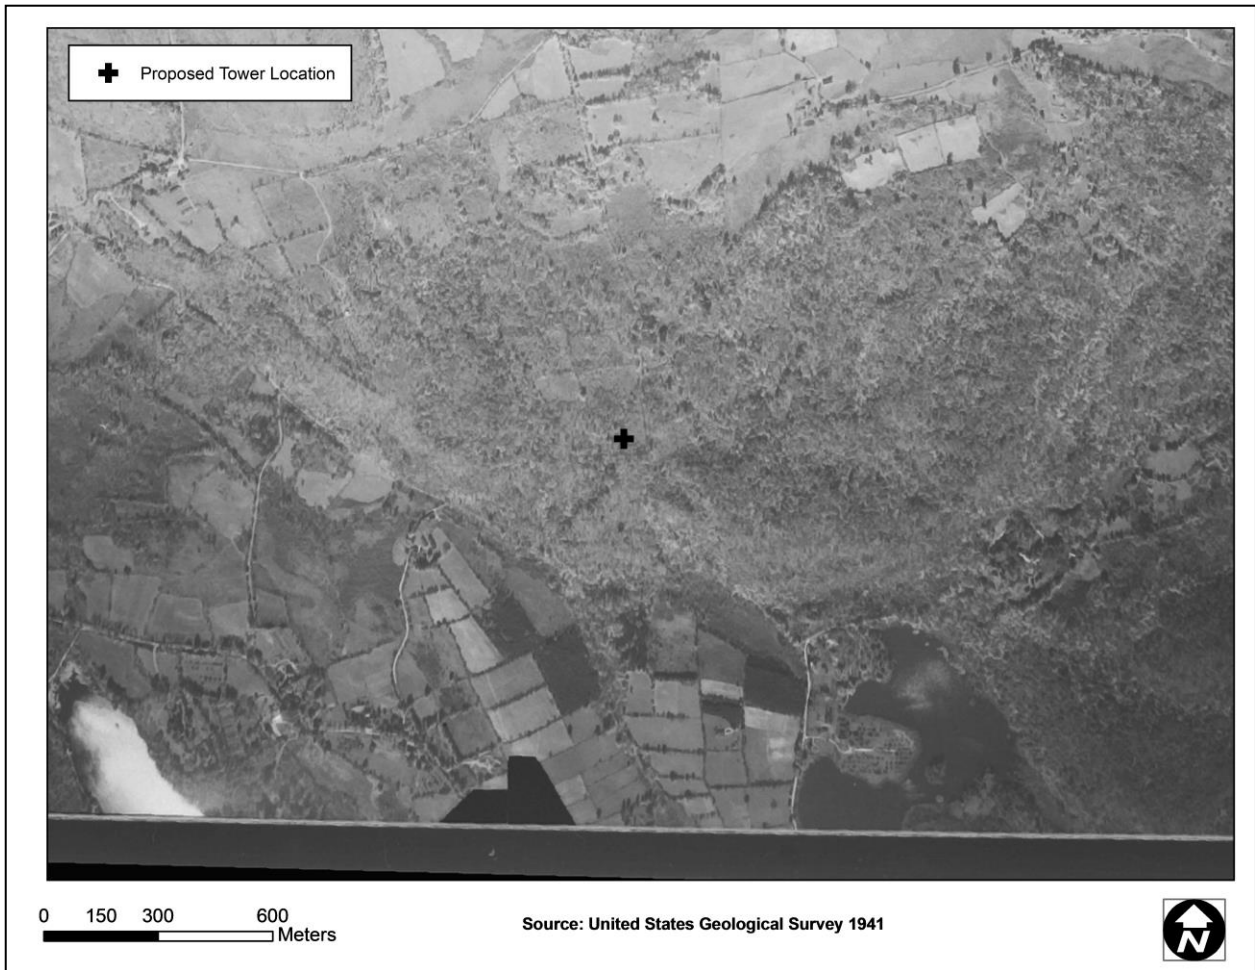 Proposed Tower Location
0 150 300 600
Meters
Source: United States Geological Survey 1941
N